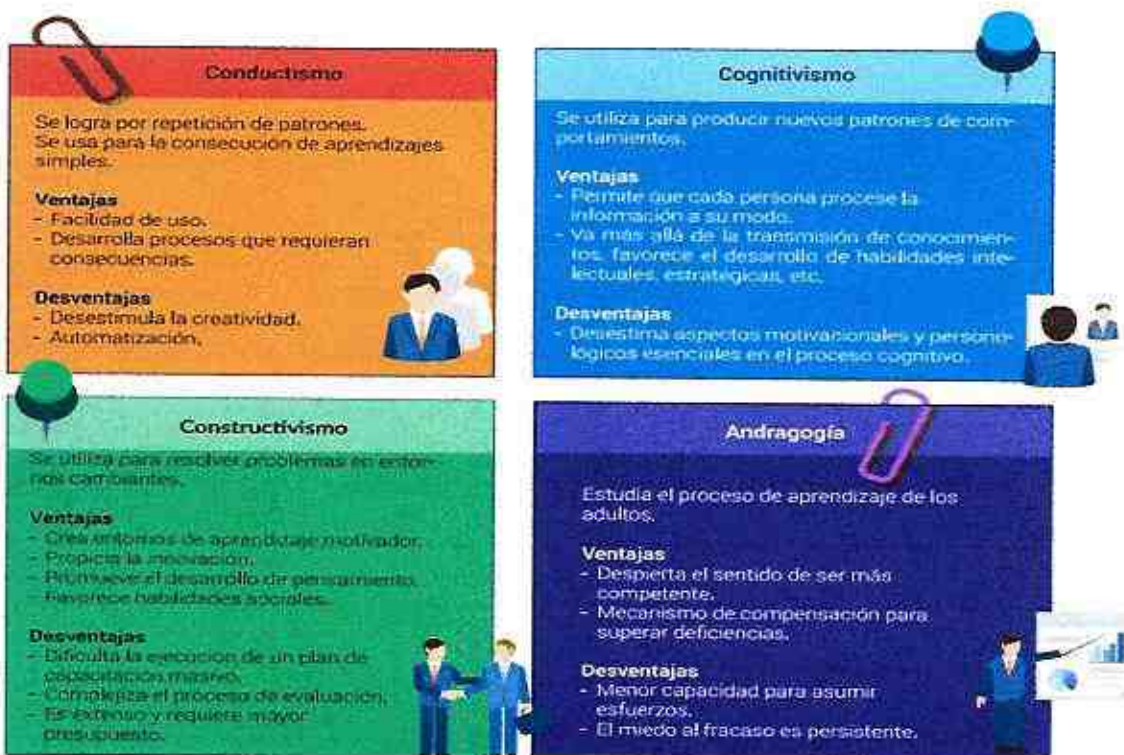 Conductismo
Se logra por repetición de patrones.
Se usa para la consecución de aprendizajes
simples.
Ventajas
- Facilidad de uso.
- Desarrolla procesos que requieran
consecuencias.
Desventajas
- Desestimula la creatividad.
- Automatización.
Cognitivismo
Se utiliza para producir nuevos patrones de com-
portamientos.
Ventajas
- Permite que cada persona procese la
información a su modo.
- Va más allá de la transmisión de conocimien-
tos, favorece el desarrollo de habilidades inte-
lectuales, estratégicas, etc.
Desventajas
- Desestima aspectos motivacionales y perso-no-
lógicos esenciales en el proceso cognitivo.
Constructivismo
Se utiliza para resolver problemas en entor-
nos cambiantes.
Ventajas
- Crea entornos de aprendizaje motivador.
- Propicia la innovación.
- Promueve el desarrollo de pensamiento.
Favorece habilidades sociales.
Desventajas
- Dificulta la ejecución de un plan de
capacitación masivo.
- Complejiza el proceso de evaluación.
- Es extenso y requiere mayor
presupuesto.
Andragogía
Estudia el proceso de aprendizaje de los
adultos.
Ventajas
- Despierta el sentido de ser más
competente.
- Mecanismo de compensación para
superar deficiencias.
Desventajas
- Menor capacidad para asumir
esfuerzos.
- El miedo al fracaso es persistente.